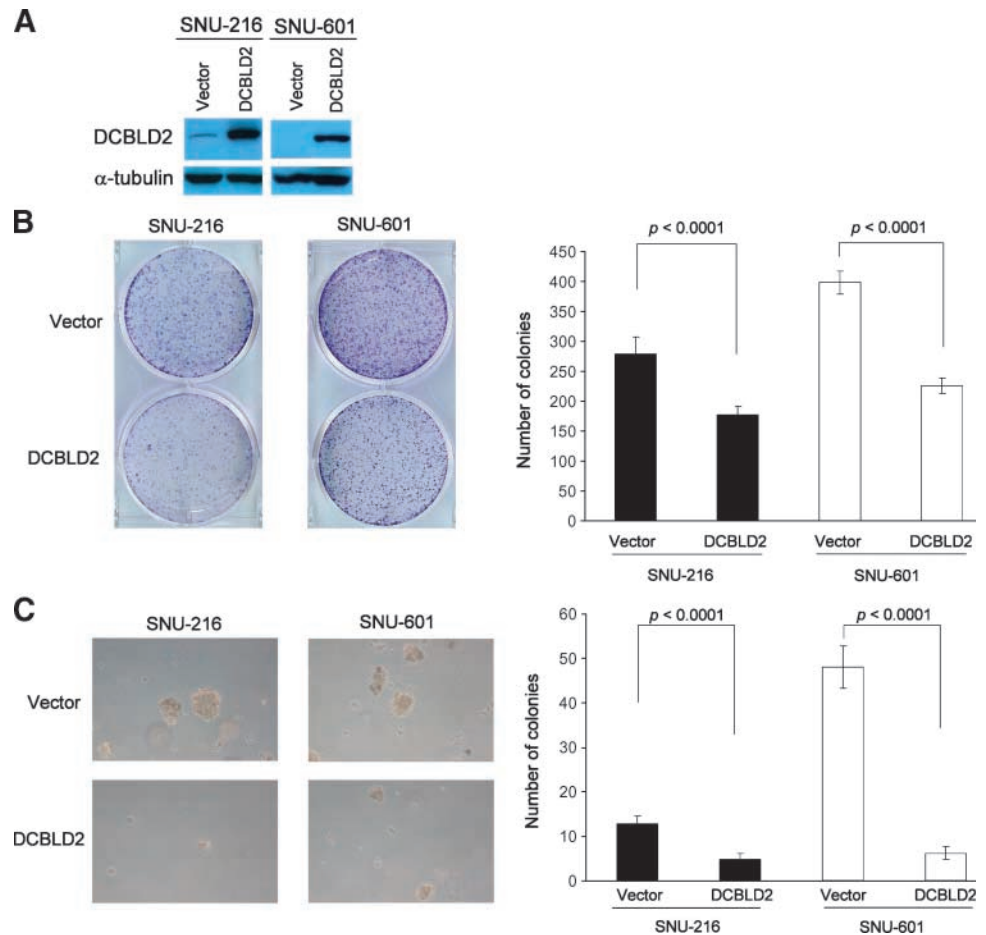 A
SNU-216 SNU-601
Vector DCBLD2 Vector DCBLD2
DCBLD2
α-tubulin
B
SNU-216 SNU-601
Vector
DCBLD2
Number of colonies
450
400
350
300
250
200
150
100
50
0
p < 0.0001 p < 0.0001
Vector DCBLD2 Vector DCBLD2
SNU-216 SNU-601
C
SNU-216 SNU-601
Vector
DCBLD2
Number of colonies
60
50
40
30
20
10
0
p < 0.0001 p < 0.0001
Vector DCBLD2 Vector DCBLD2
SNU-216 SNU-601